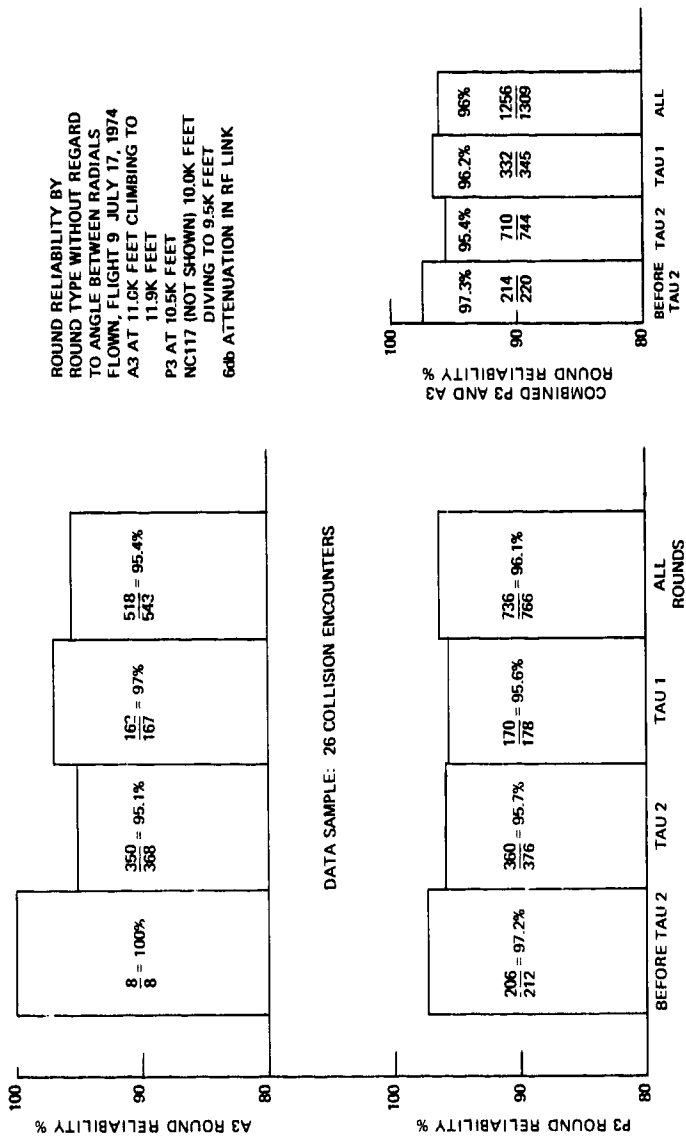 ROUND RELIABILITY BY
ROUND TYPE WITHOUT REGARD
TO ANGLE BETWEEN RADIALS
FLOWN, FLIGHT 9 JULY 17, 1974
A3 AT 11.0K FEET CLIMBING TO
11.9K FEET
P3 AT 10.5K FEET
NC117 (NOT SHOWN) 10.0K FEET
DIVING TO 9.5K FEET
6db ATTENUATION IN RF LINK
A3 ROUND RELIABILITY %
100
90
80
8/8 = 100%
350/368 = 95.1%
/167 = 97%
518/543 = 95.4%
DATA SAMPLE: 26 COLLISION ENCOUNTERS
P3 ROUND RELIABILITY %
100
90
80
206/212 = 97.2%
360/376 = 95.7%
170/178 = 95.6%
736/766 = 96.1%
BEFORE TAU 2
TAU 2
TAU 1
ALL
ROUNDS
COMBINED P3 AND A3
ROUND RELIABILITY %
100
90
80
97.3%
214/220
95.4%
710/744
96.2%
332/345
96%
1256/1309
BEFORE
TAU 2
TAU 2
TAU 1
ALL